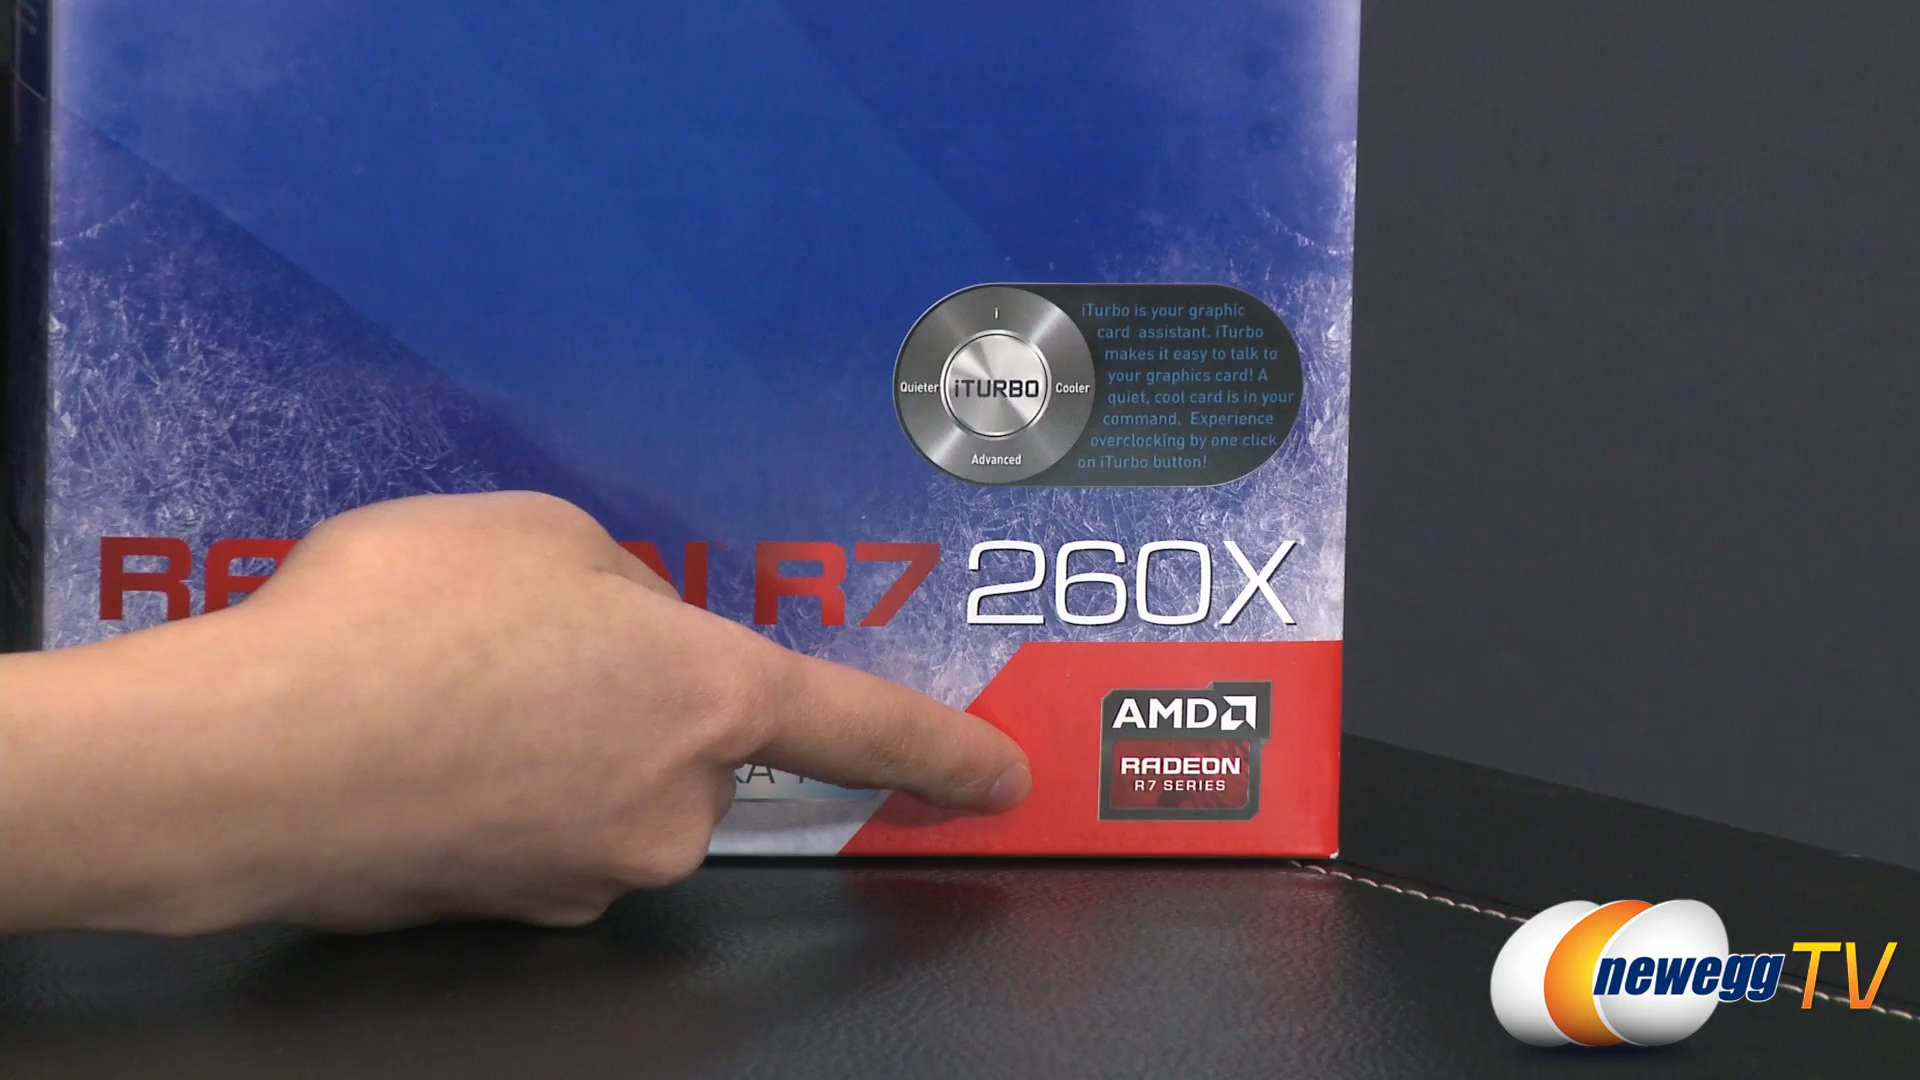 i
Quieter iTURBO Cooler
Advanced
iTurbo is your graphic
card assistant. iTurbo
makes it easy to talk to
your graphics card! A
quiet, cool card is in your
command. Experience
overclocking by one click
on iTurbo button!
R7 260X
AMD
RADEON
R7 SERIES
newegg TV